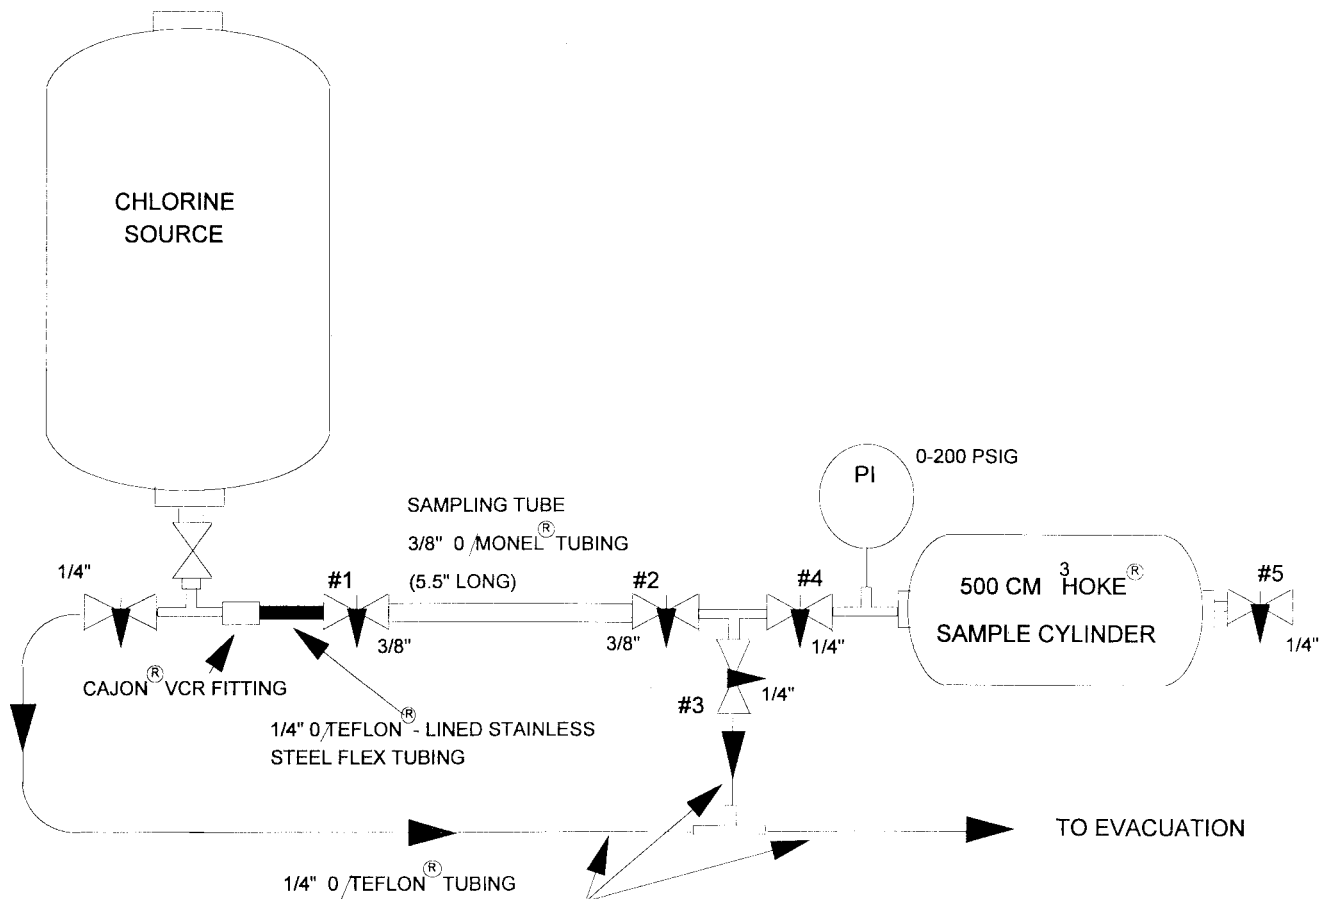 CHLORINE
SOURCE
PI
0-200 PSIG
SAMPLING TUBE
3/8" 0/MONEL® TUBING
(5.5" LONG)
1/4"
#1
#2
#4
500 CM 3 HOKE®
SAMPLE CYLINDER
#5
3/8"
3/8"
1/4"
1/4"
CAJON® VCR FITTING
#3
1/4"
1/4" 0/TEFLON® - LINED STAINLESS
STEEL FLEX TUBING
TO EVACUATION
1/4" 0/TEFLON® TUBING